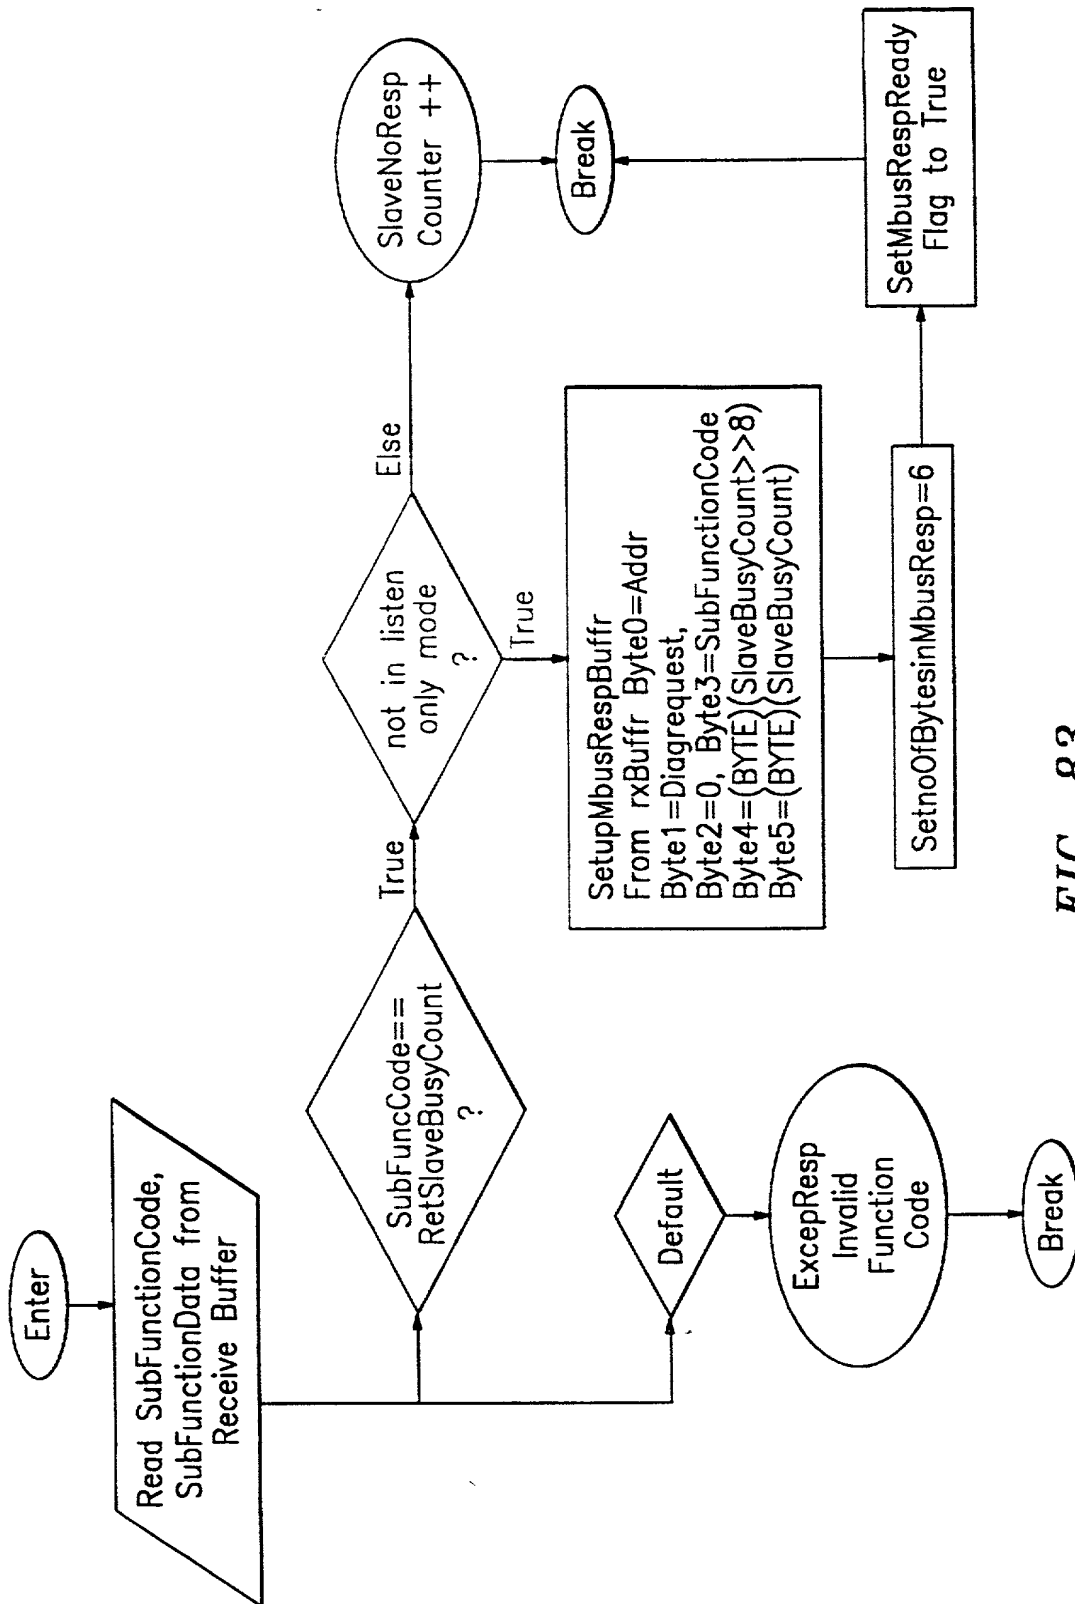 Enter
Read SubFunctionCode,
SubFunctionData from
Receive Buffer
SubFuncCode==
RetSlaveBusyCount
?
True
not in listen
only mode
?
Else
SlaveNoResp
Counter ++
Break
True
SetupMbusRespBuffr
From rxBuffr Byte0=Addr
Byte1=Diagrequest,
Byte2=0, Byte3=SubFunctionCode
Byte4=(BYTE)(SlaveBusyCount>>8)
Byte5=(BYTE)(SlaveBusyCount)
SetnoOfBytesinMbusResp=6
SetMbusRespReady
Flag to True
Default
ExcepResp
Invalid
Function
Code
Break
FIG. 83